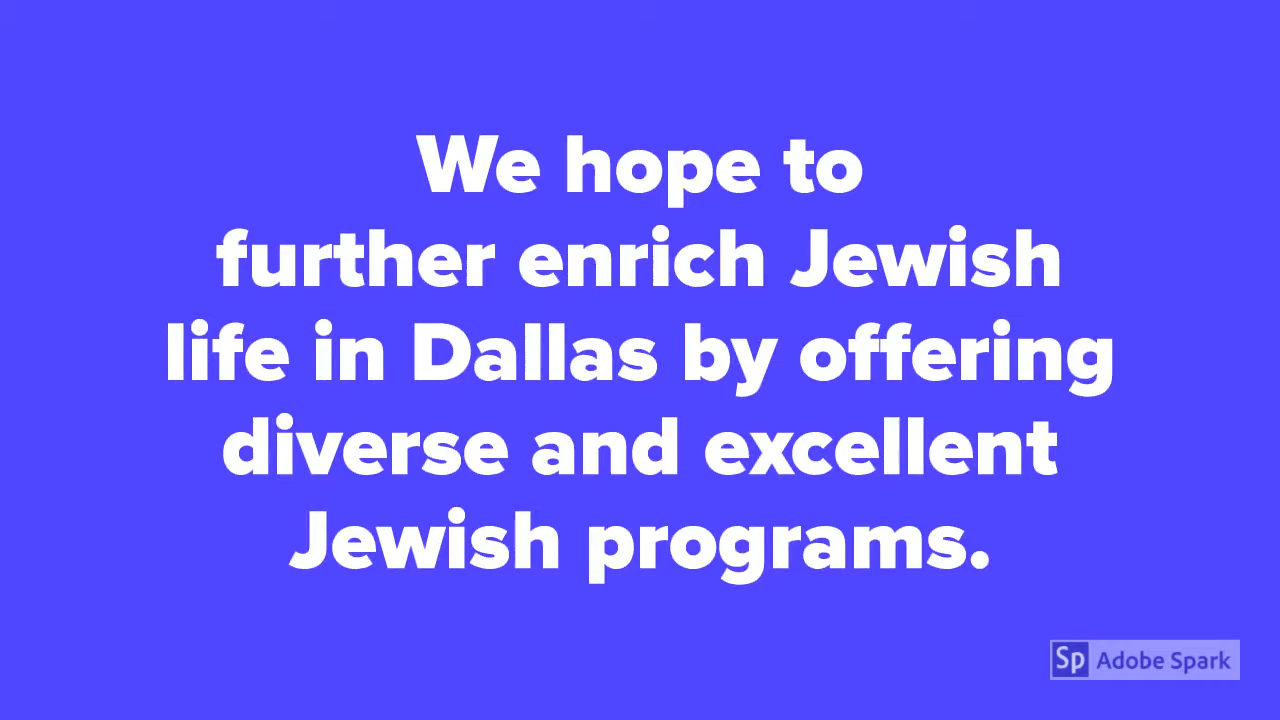 We hope to
further enrich Jewish
life in Dallas by offering
diverse and excellent
Jewish programs.
Sp Adobe Spark